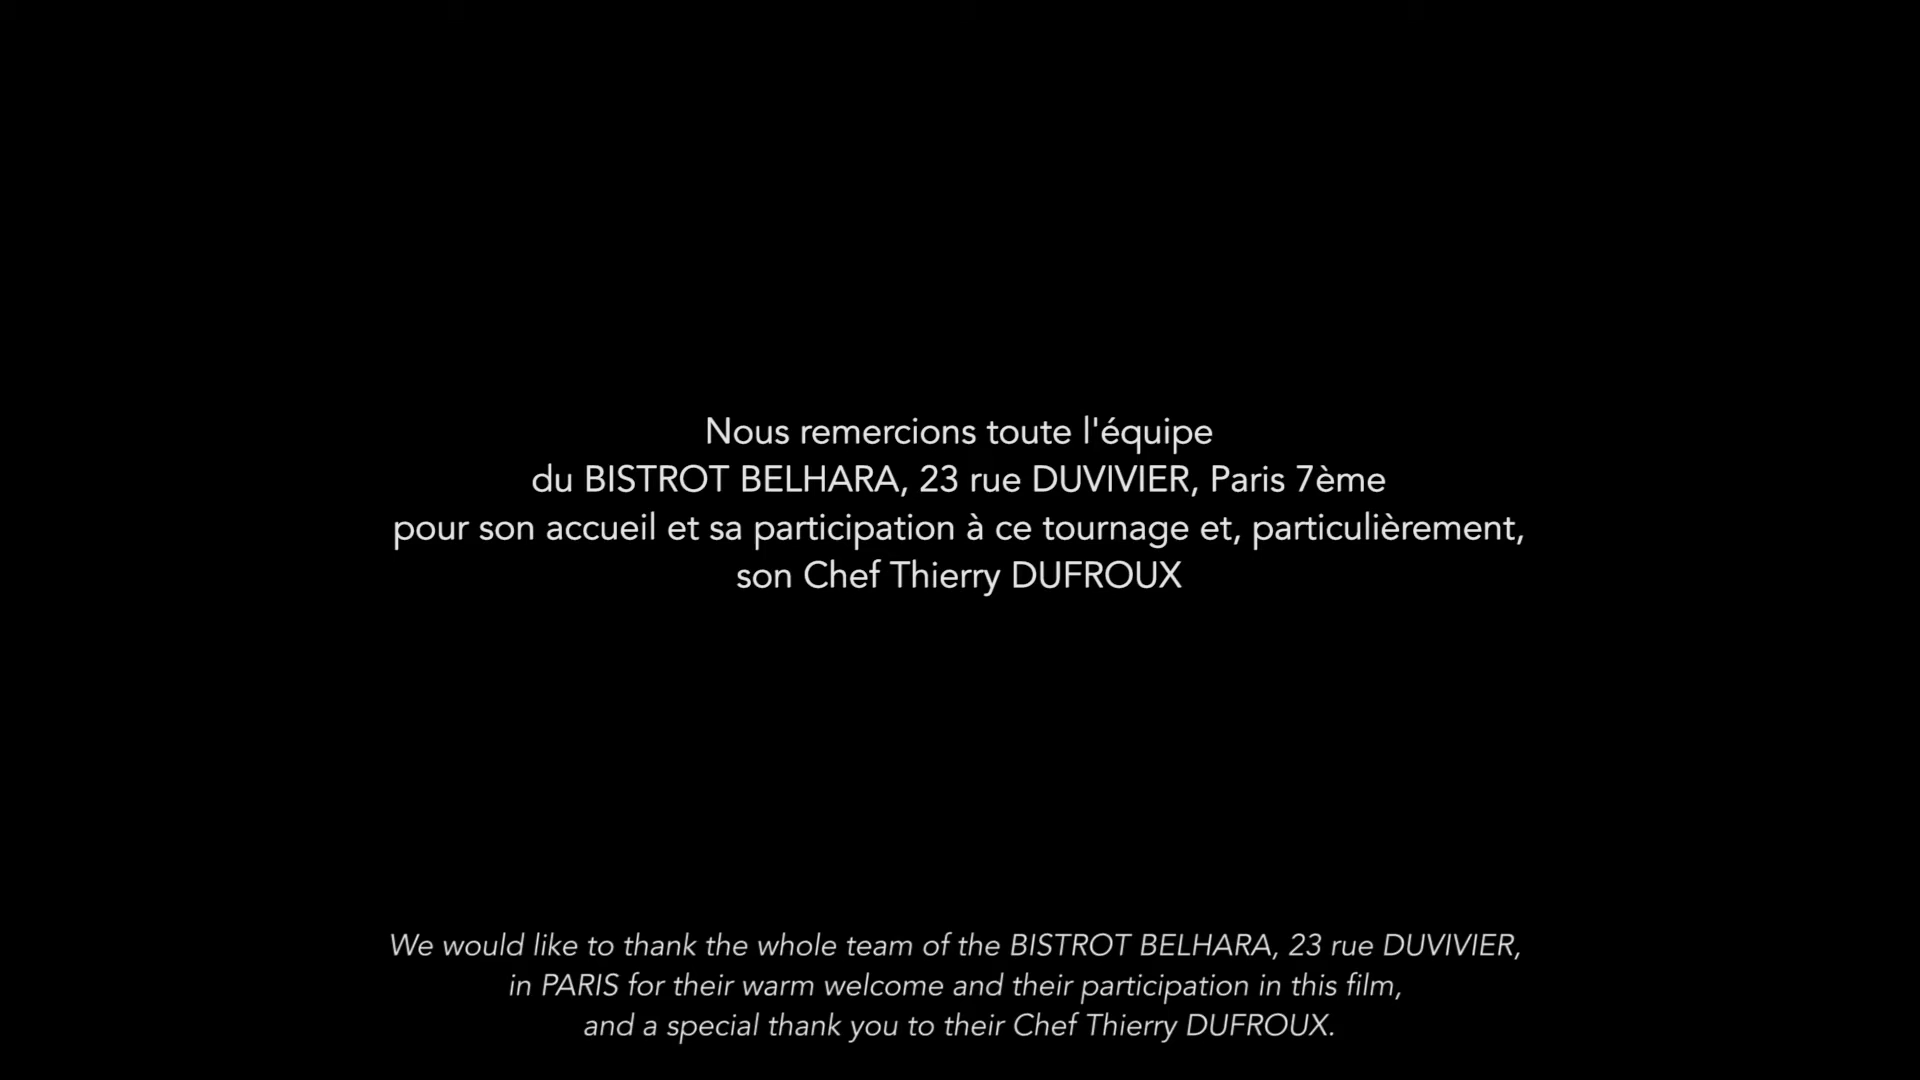 Nous remercions toute l'équipe
du BISTROT BELHARA, 23 rue DUVIVIER, Paris 7ème
pour son accueil et sa participation à ce tournage et, particulièrement,
son Chef Thierry DUFROUX
We would like to thank the whole team of the BISTROT BELHARA, 23 rue DUVIVIER,
in PARIS for their warm welcome and their participation in this film,
and a special thank you to their Chef Thierry DUFROUX.